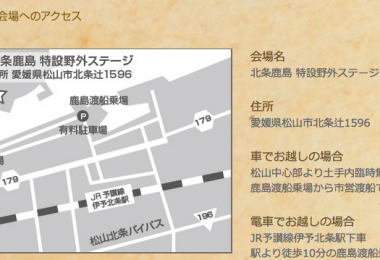 会場へのアクセス
条鹿島 特設野外ステージ
所 愛媛県松山市北条辻1596
鹿島渡船乗場
P
有料駐車場
場
179
179
JR 予讃線
伊予北条駅
196
松山北条バイパス
会場名
北条鹿島 特設野外ステージ
住所
愛媛県松山市北条辻1596
車でお越しの場合
松山中心部より土手内臨時
鹿島渡船乗場から市営渡船
電車でお越しの場合
JR予讃線伊予北条駅下車
駅より徒歩10分の鹿島渡船